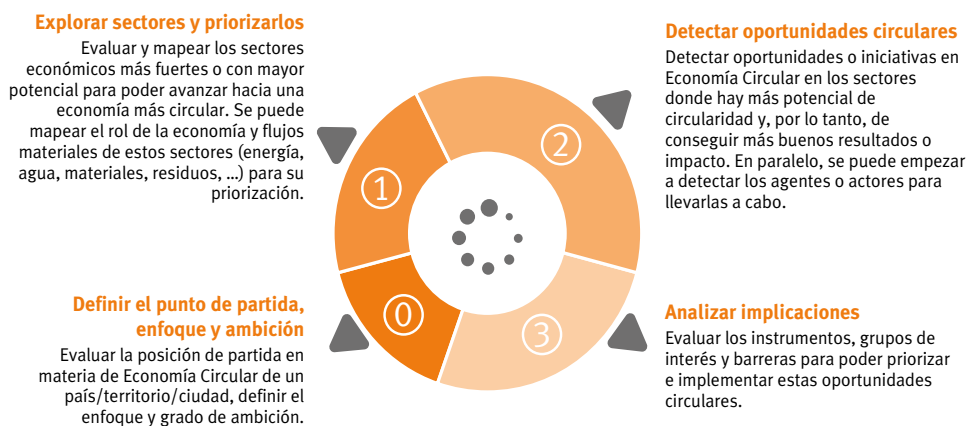 Explorar sectores y priorizarlos
Evaluar y mapear los sectores
económicos más fuertes o con mayor
potencial para poder avanzar hacia una
economía más circular. Se puede
mapear el rol de la economía y flujos
materiales de estos sectores (energía,
agua, materiales, residuos, ...) para su
priorización.
Definir el punto de partida,
enfoque y ambición
Evaluar la posición de partida en
materia de Economía Circular de un
país/territorio/ciudad, definir el
enfoque y grado de ambición.
1
2
0
3
Detectar oportunidades circulares
Detectar oportunidades o iniciativas en
Economía Circular en los sectores
donde hay más potencial de
circularidad y, por lo tanto, de
conseguir más buenos resultados o
impacto. En paralelo, se puede empezar
a detectar los agentes o actores para
llevarlas a cabo.
Analizar implicaciones
Evaluar los instrumentos, grupos de
interés y barreras para poder priorizar
e implementar estas oportunidades
circulares.